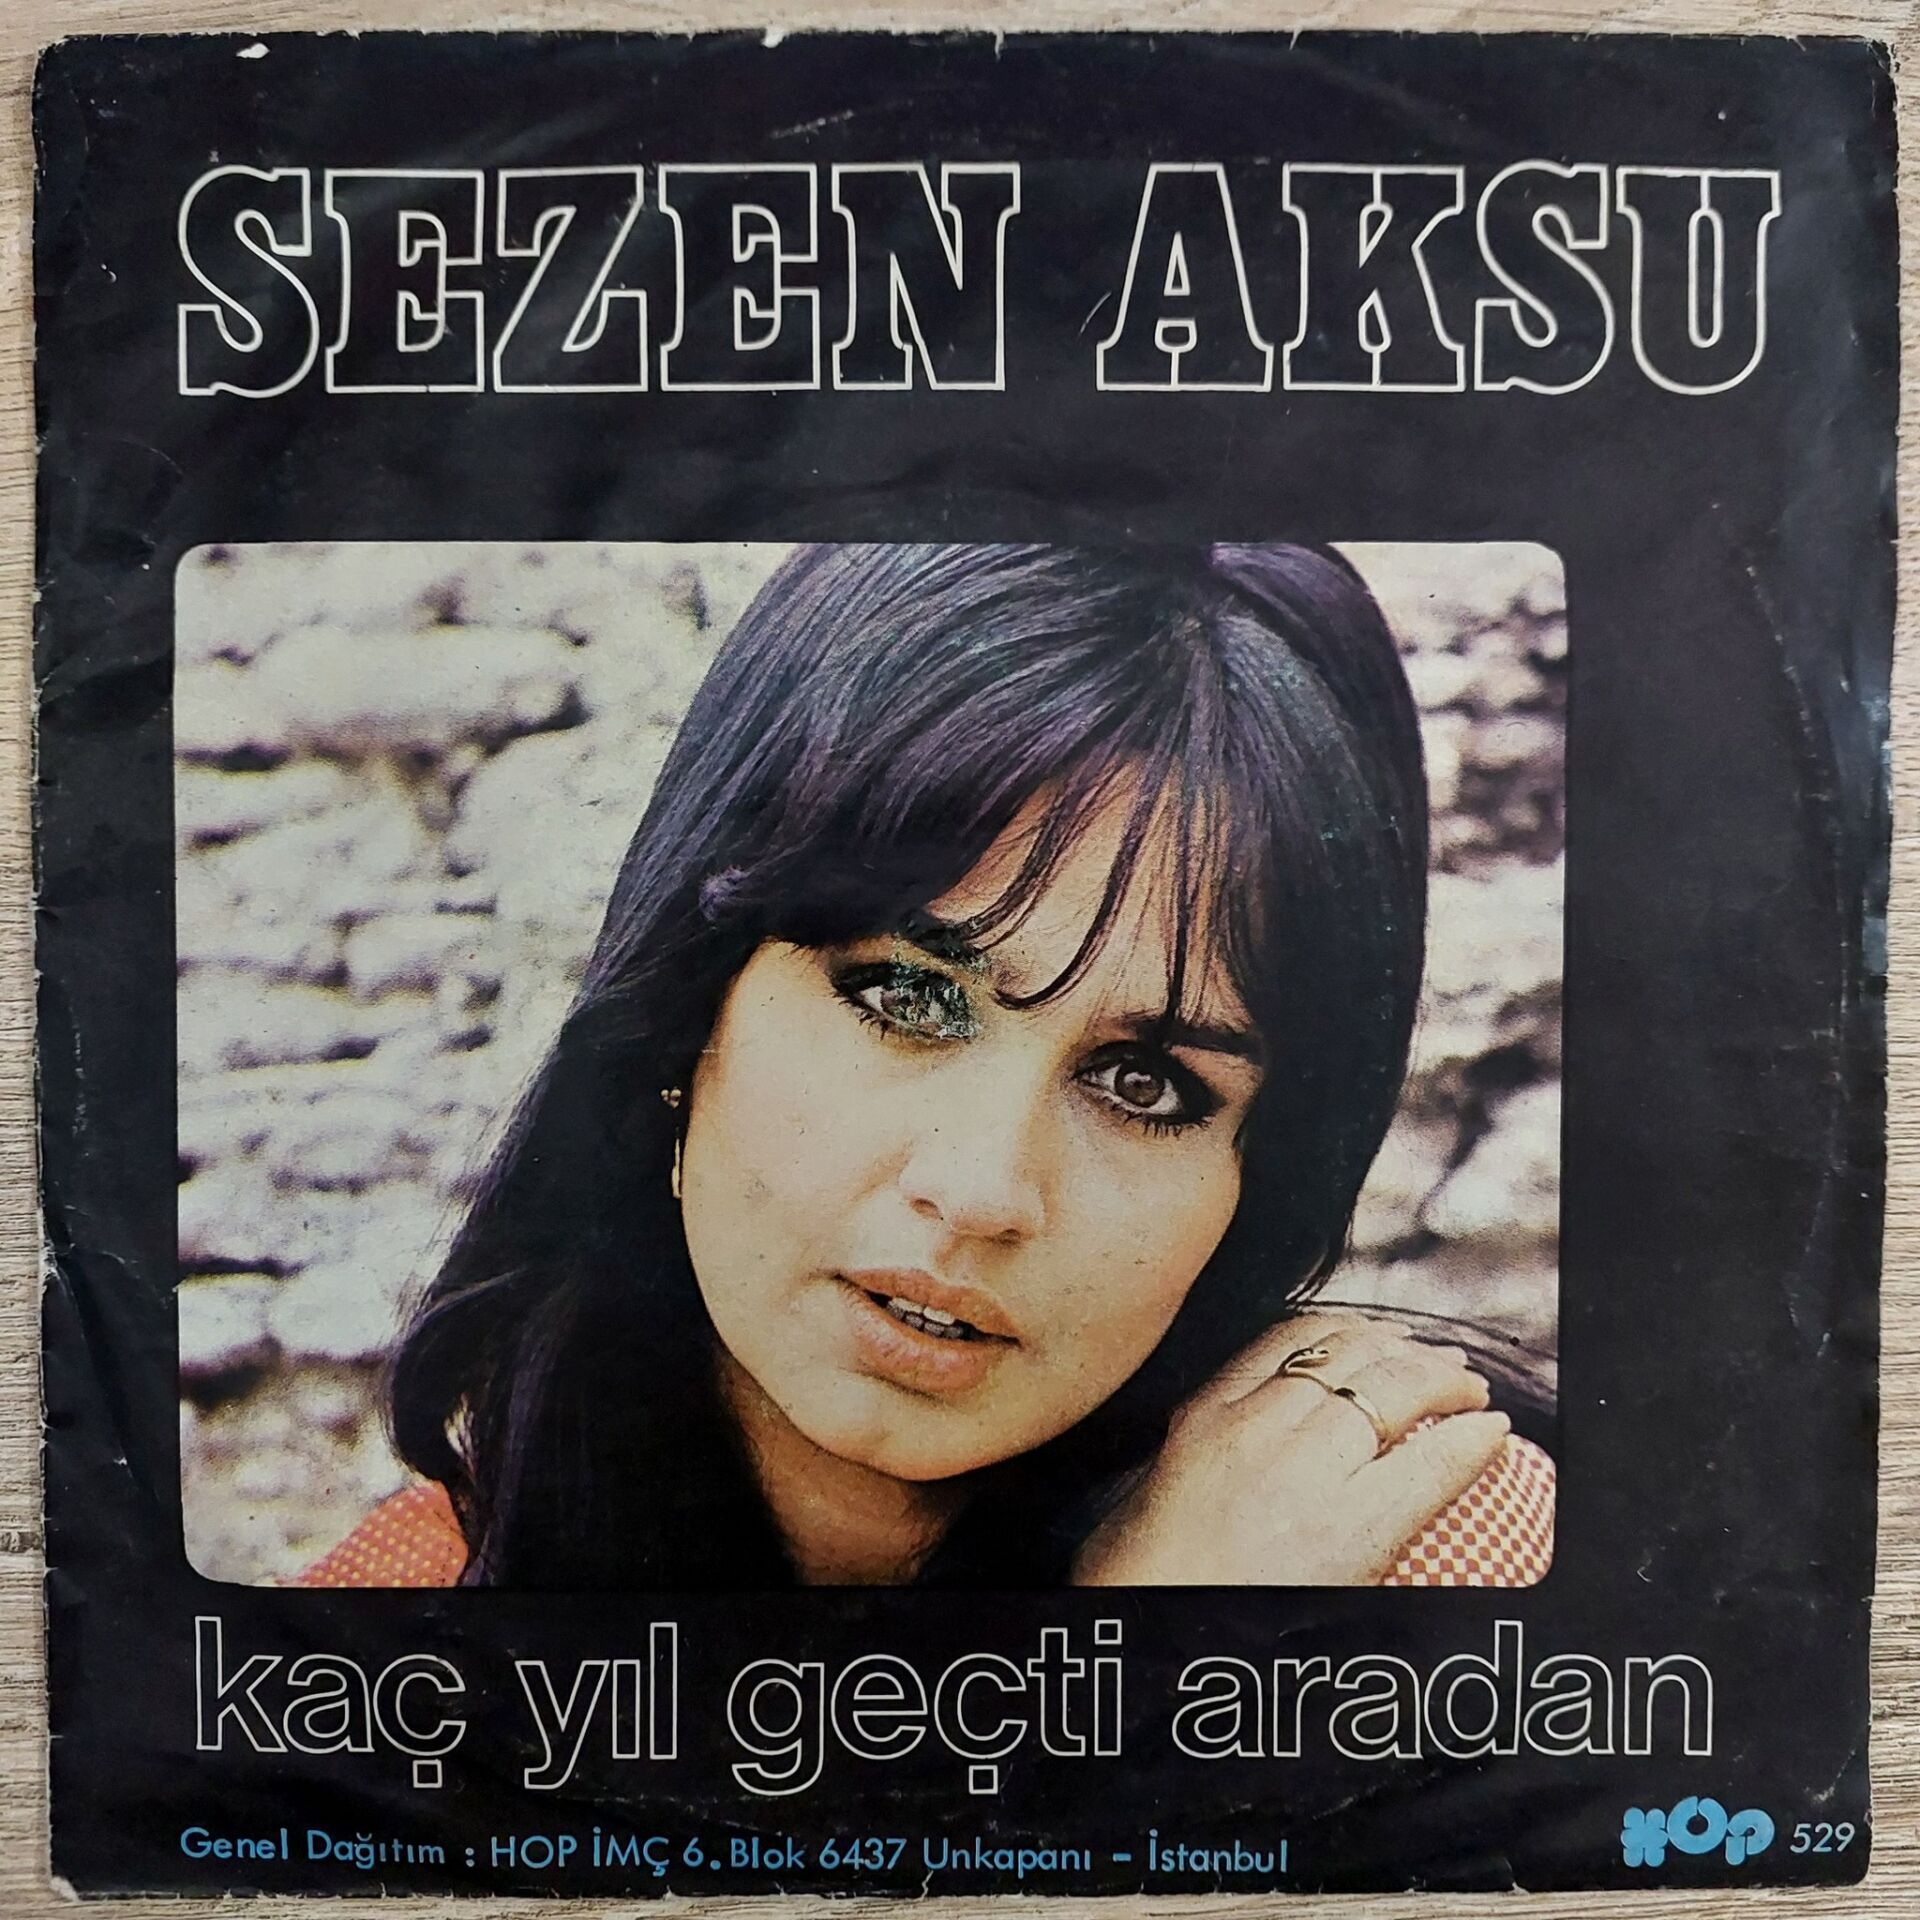 SEZEN AKSU
kaç yıl geçti aradan
Genel Dağıtım : HOP İMÇ 6. Blok 6437 Unkapanı - İstanbul
HOP 529